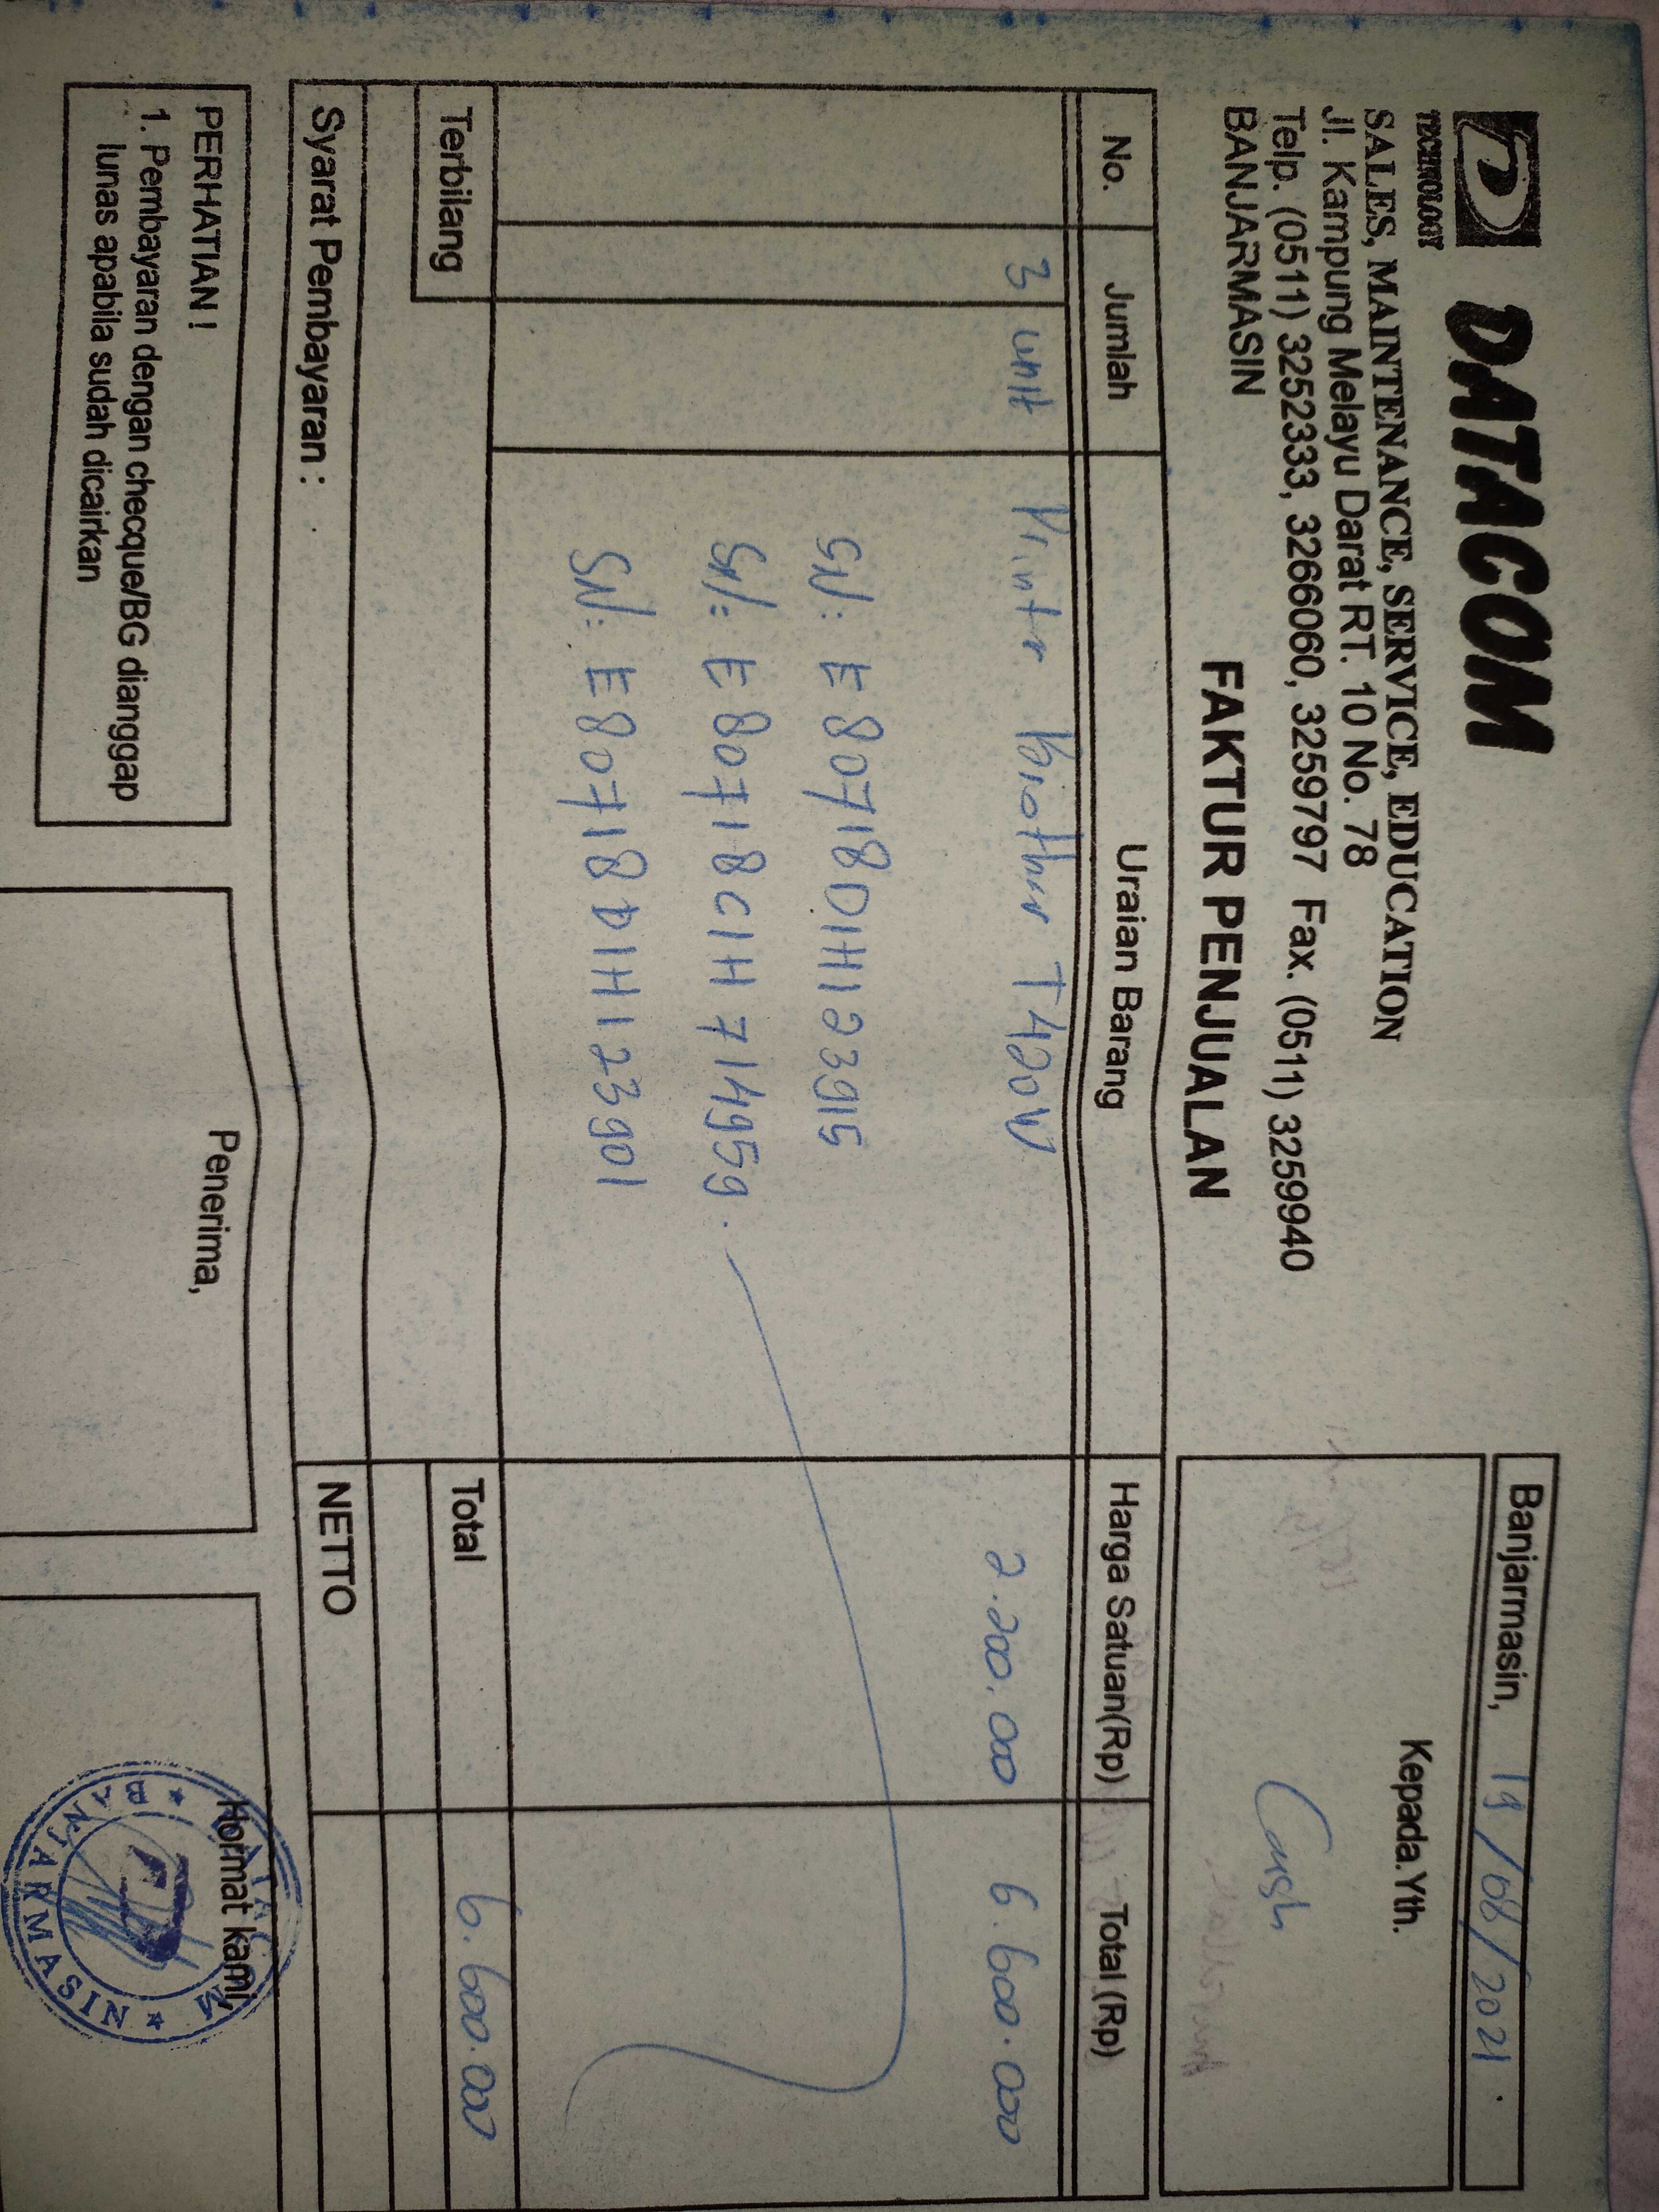 DATACOM
TECHNOLOGY
SALES, MAINTENANCE, SERVICE, EDUCATION
Jl. Kampung Melayu Darat RT. 10 No. 78
Telp. (0511) 3252333, 3266060, 3259797 Fax. (0511) 3259940
BANJARMASIN
FAKTUR PENJUALAN
Banjarmasin, 19/08/2021.
Kepada.Yth.
Cash
No. Jumlah Uraian Barang Harga Satuan(Rp) Total (Rp)
3 unit Printer Brother T420W 2.200.000 6.600.000
SN: E80718D1H123915
SN: E80718C1H714959.
SN: E80718D1H123901
Terbilang Total 6.600.000
Syarat Pembayaran : NETTO
PERHATIAN !
1. Pembayaran dengan checque/BG dianggap
lunas apabila sudah dicairkan
Penerima,
Hormat kami,
BANJARMASIN